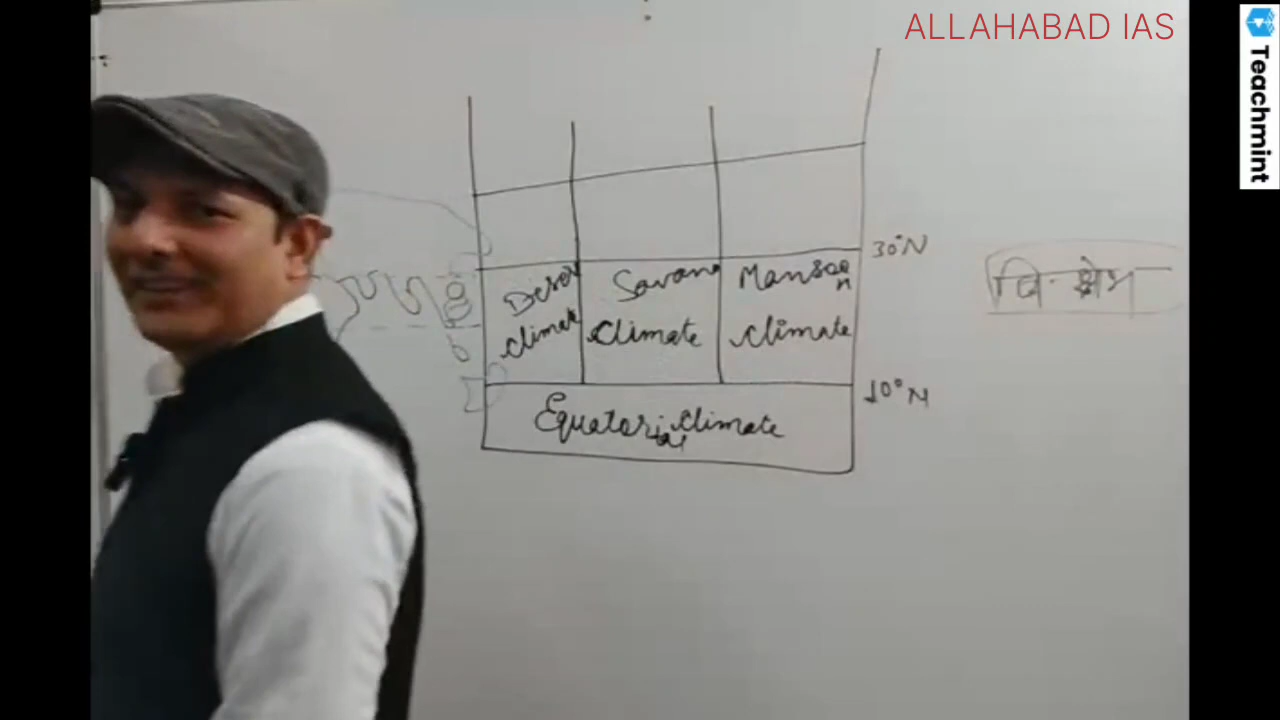 ALLAHABAD IAS
Teachmint
30°N
Desert Savana Mansoon
climate climate climate
10°N
Equatorial climate